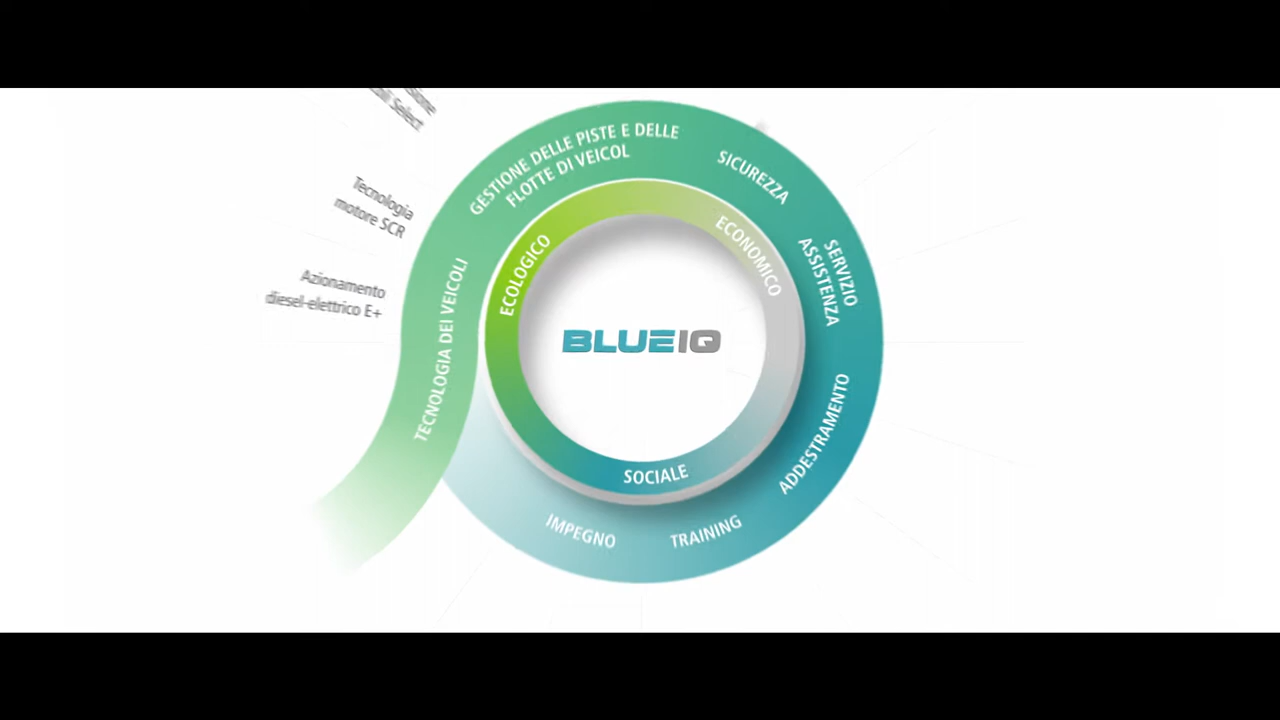 Select
Tecnologia
motore SCR
Azionamento
diesel-elettrico E+
TECNOLOGIA DEI VEICOLI
GESTIONE DELLE PISTE E DELLE
FLOTTE DI VEICOL
SICUREZZA
SERVIZIO
ASSISTENZA
ADDESTRAMENTO
TRAINING
IMPEGNO
ECOLOGICO
ECONOMICO
SOCIALE
BLUEIQ